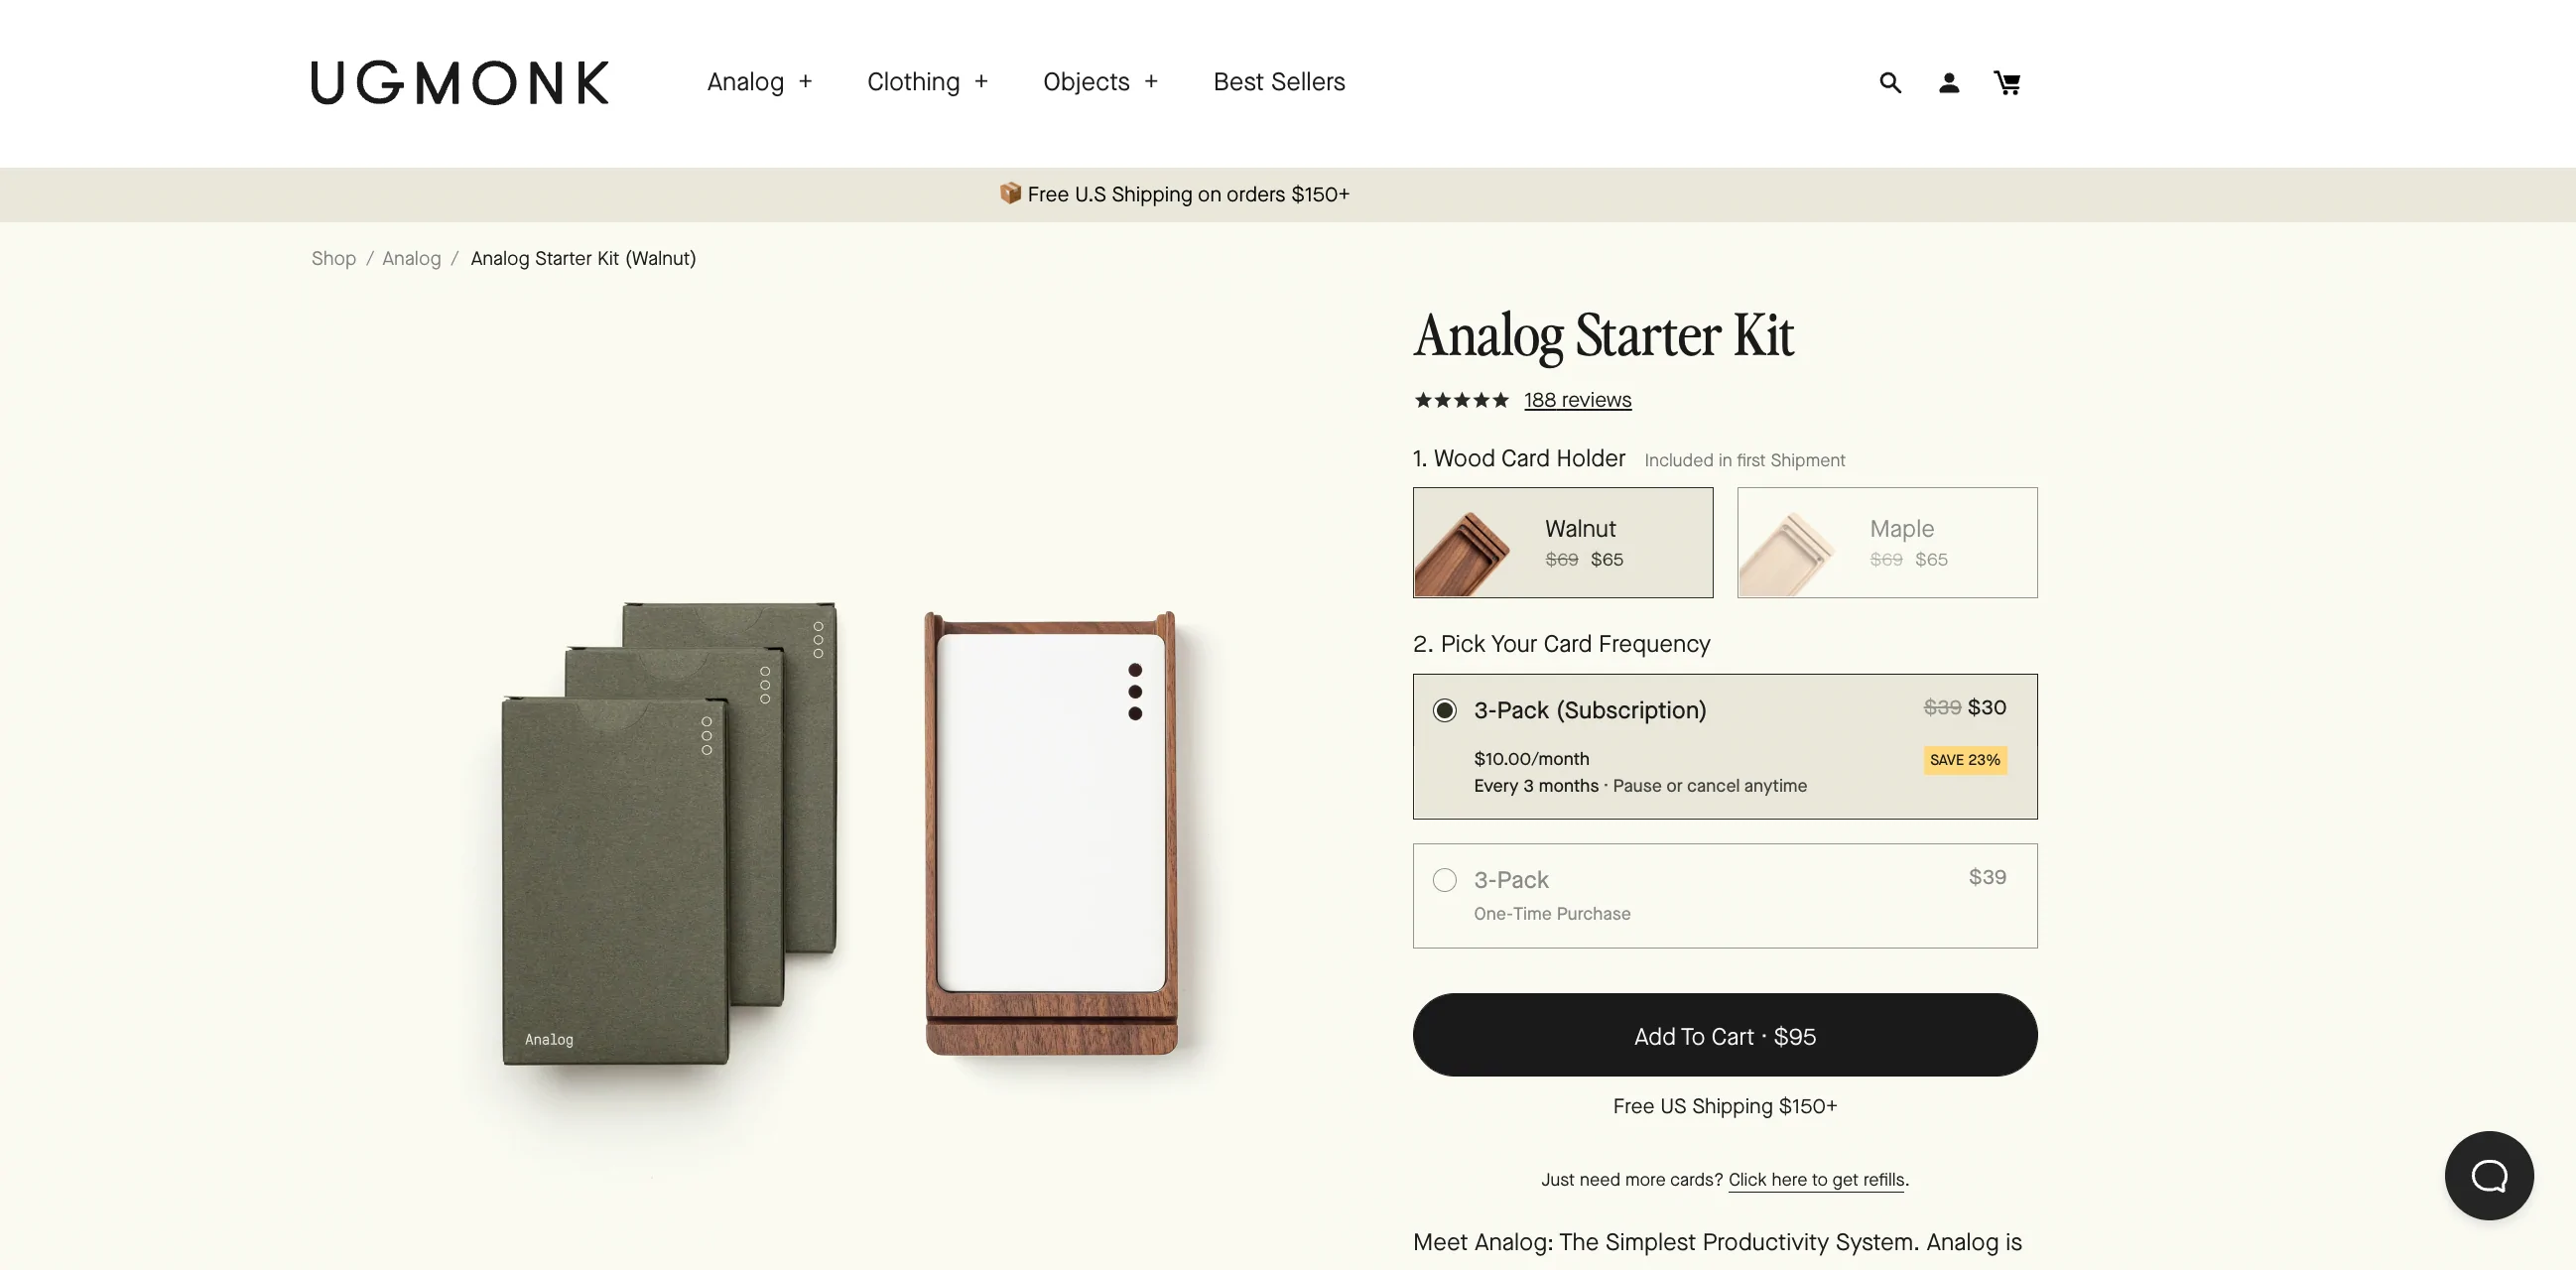 UGMONK
Analog +
Clothing +
Objects +
Best Sellers
📦 Free U.S Shipping on orders $150+
Shop / Analog / Analog Starter Kit (Walnut)
Analog Starter Kit
★★★★★ 188 reviews
1. Wood Card Holder Included in first Shipment
Walnut
$69 $65
Maple
$69 $65
2. Pick Your Card Frequency
3-Pack (Subscription) $39 $30
$10.00/month SAVE 23%
Every 3 months · Pause or cancel anytime
3-Pack $39
One-Time Purchase
Analog
Add To Cart · $95
Free US Shipping $150+
Just need more cards? Click here to get refills.
Meet Analog: The Simplest Productivity System. Analog is